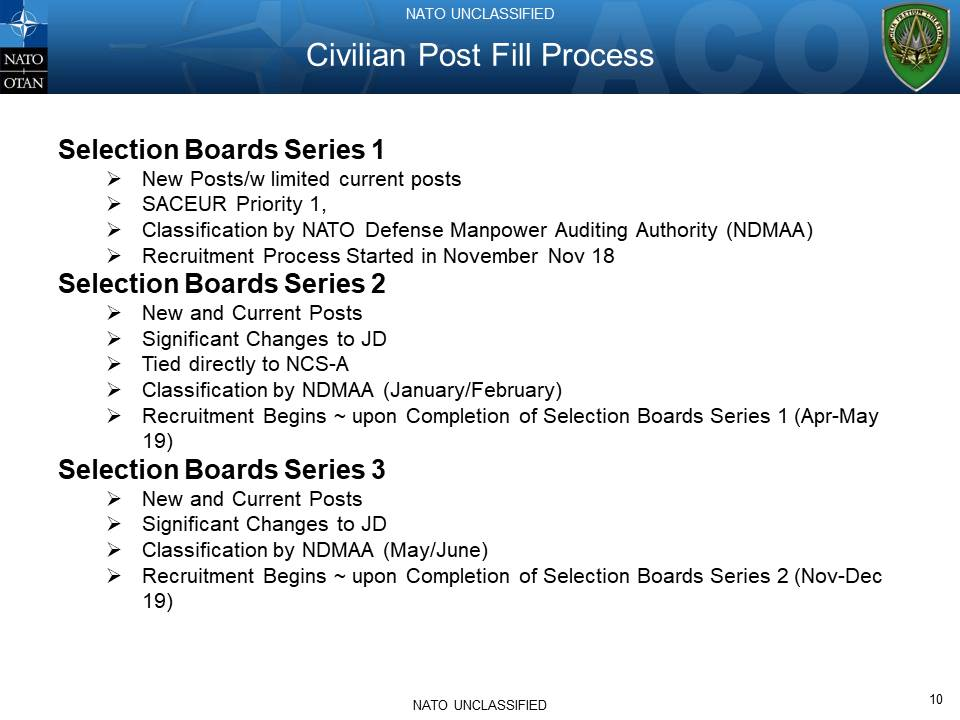 NATO UNCLASSIFIED
Civilian Post Fill Process
NATO
OTAN
ACO
Selection Boards Series 1
➢ New Posts/w limited current posts
➢ SACEUR Priority 1,
➢ Classification by NATO Defense Manpower Auditing Authority (NDMAA)
➢ Recruitment Process Started in November Nov 18
Selection Boards Series 2
➢ New and Current Posts
➢ Significant Changes to JD
➢ Tied directly to NCS-A
➢ Classification by NDMAA (January/February)
➢ Recruitment Begins ~ upon Completion of Selection Boards Series 1 (Apr-May
19)
Selection Boards Series 3
➢ New and Current Posts
➢ Significant Changes to JD
➢ Classification by NDMAA (May/June)
➢ Recruitment Begins ~ upon Completion of Selection Boards Series 2 (Nov-Dec
19)
NATO UNCLASSIFIED
10